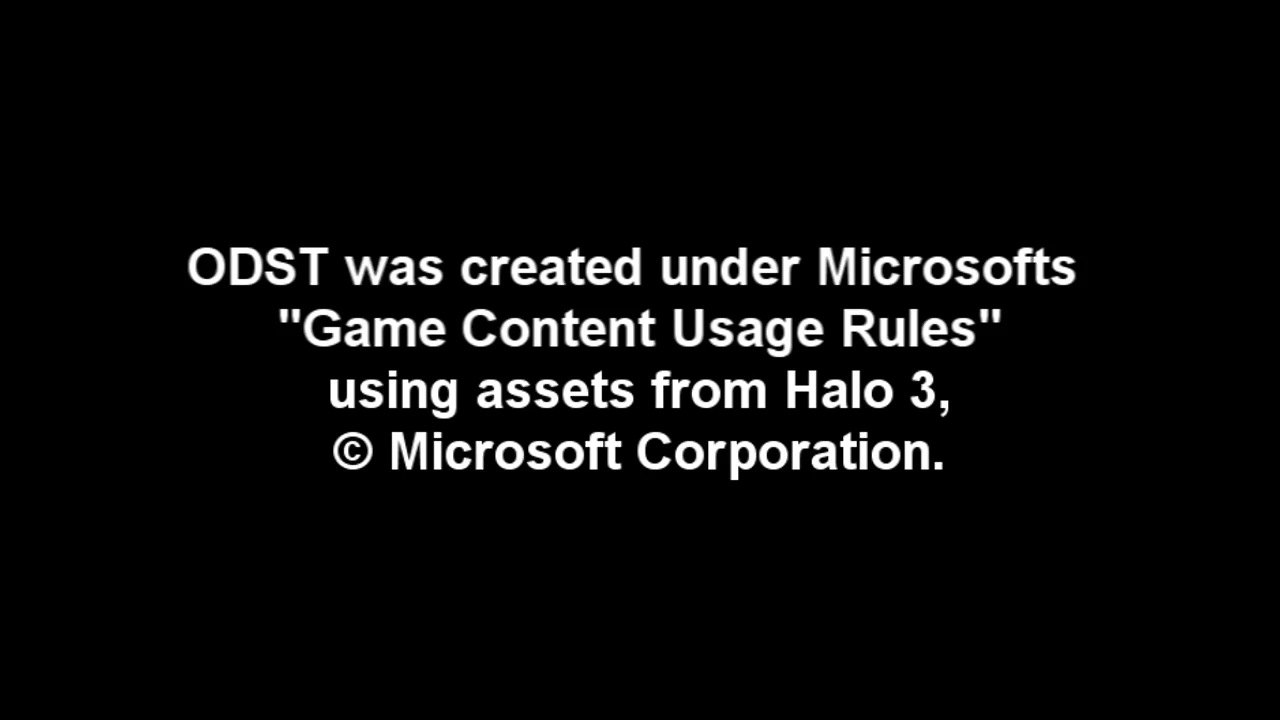 ODST was created under Microsofts
"Game Content Usage Rules"
using assets from Halo 3,
© Microsoft Corporation.